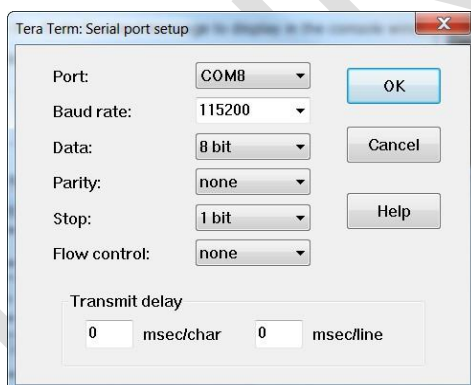 Tera Term: Serial port setup
Port: COM8
OK
Baud rate: 115200
Data: 8 bit
Cancel
Parity: none
Stop: 1 bit
Help
Flow control: none
Transmit delay
0 msec/char 0 msec/line